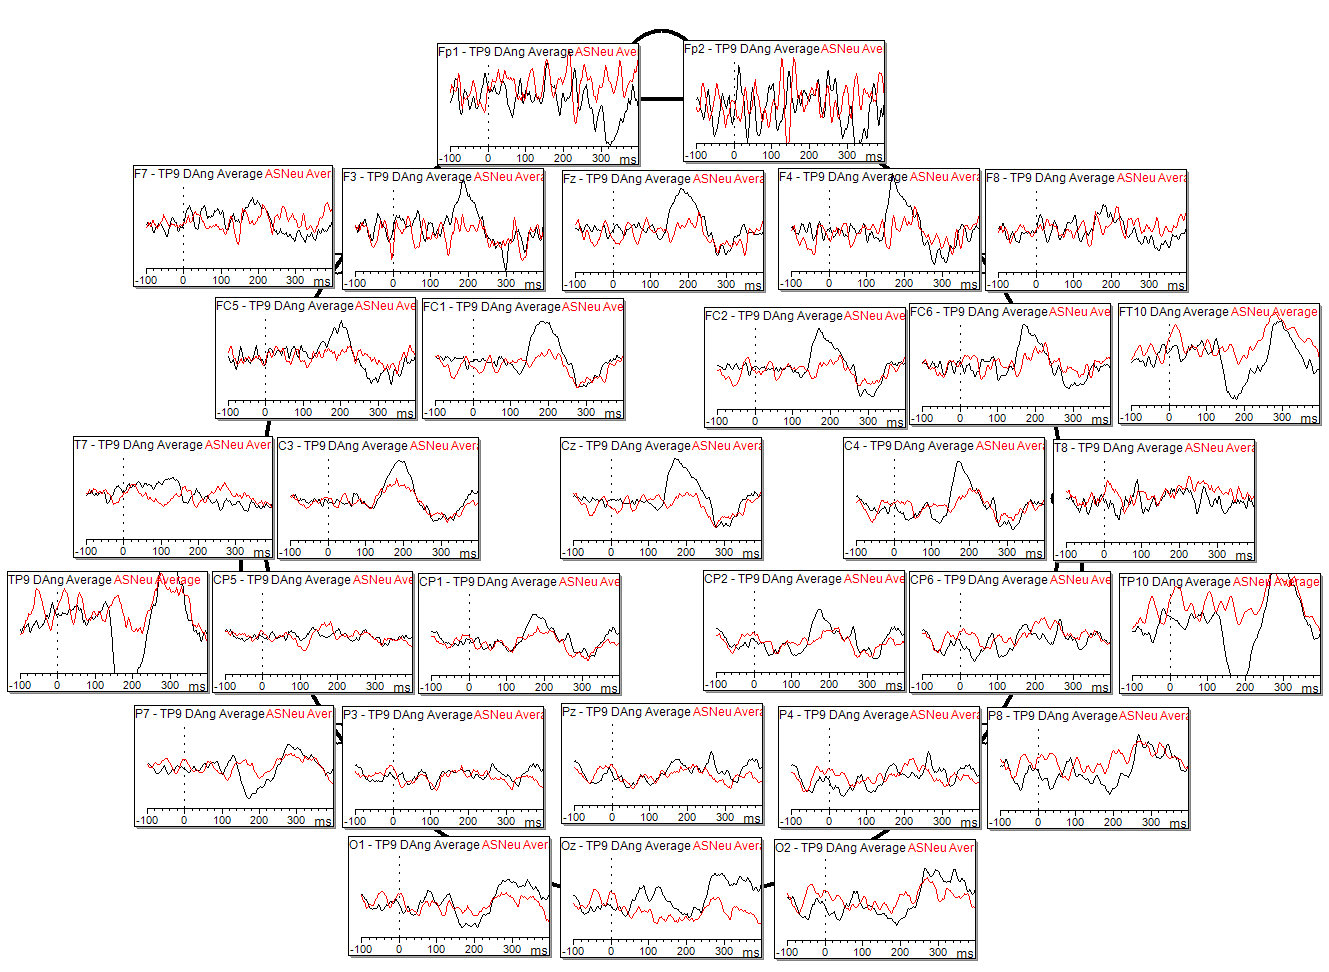 Fp1 - TP9 DAng Average ASNeu Ave
-100 0 100 200 300 ms
Fp2 - TP9 DAng Average ASNeu Ave
-100 0 100 200 300 ms
F7 - TP9 DAng Average ASNeu Aver
-100 0 100 200 300 ms
F3 - TP9 DAng Average ASNeu Avera
-100 0 100 200 300 ms
Fz - TP9 DAng Average ASNeu Avera
-100 0 100 200 300 ms
F4 - TP9 DAng Average ASNeu Avera
-100 0 100 200 300 ms
F8 - TP9 DAng Average ASNeu Avera
-100 0 100 200 300 ms
FC5 - TP9 DAng Average ASNeu Ave
-100 0 100 200 300 ms
FC1 - TP9 DAng Average ASNeu Ave
-100 0 100 200 300 ms
FC2 - TP9 DAng Average ASNeu Ave
-100 0 100 200 300 ms
FC6 - TP9 DAng Average ASNeu Ave
-100 0 100 200 300 ms
FT10 DAng Average ASNeu Average
-100 0 100 200 300 ms
T7 - TP9 DAng Average ASNeu Aver
-100 0 100 200 300 ms
C3 - TP9 DAng Average ASNeu Avera
-100 0 100 200 300 ms
Cz - TP9 DAng Average ASNeu Avera
-100 0 100 200 300 ms
C4 - TP9 DAng Average ASNeu Avera
-100 0 100 200 300 ms
T8 - TP9 DAng Average ASNeu Avera
-100 0 100 200 300 ms
TP9 DAng Average ASNeu Average
-100 0 100 200 300 ms
CP5 - TP9 DAng Average ASNeu Ave
-100 0 100 200 300 ms
CP1 - TP9 DAng Average ASNeu Ave
-100 0 100 200 300 ms
CP2 - TP9 DAng Average ASNeu Ave
-100 0 100 200 300 ms
CP6 - TP9 DAng Average ASNeu Ave
-100 0 100 200 300 ms
TP10 DAng Average ASNeu Average
-100 0 100 200 300 ms
P7 - TP9 DAng Average ASNeu Aver
-100 0 100 200 300 ms
P3 - TP9 DAng Average ASNeu Avera
-100 0 100 200 300 ms
Pz - TP9 DAng Average ASNeu Avera
-100 0 100 200 300 ms
P4 - TP9 DAng Average ASNeu Avera
-100 0 100 200 300 ms
P8 - TP9 DAng Average ASNeu Avera
-100 0 100 200 300 ms
O1 - TP9 DAng Average ASNeu Aver
-100 0 100 200 300 ms
Oz - TP9 DAng Average ASNeu Aver
-100 0 100 200 300 ms
O2 - TP9 DAng Average ASNeu Aver
-100 0 100 200 300 ms